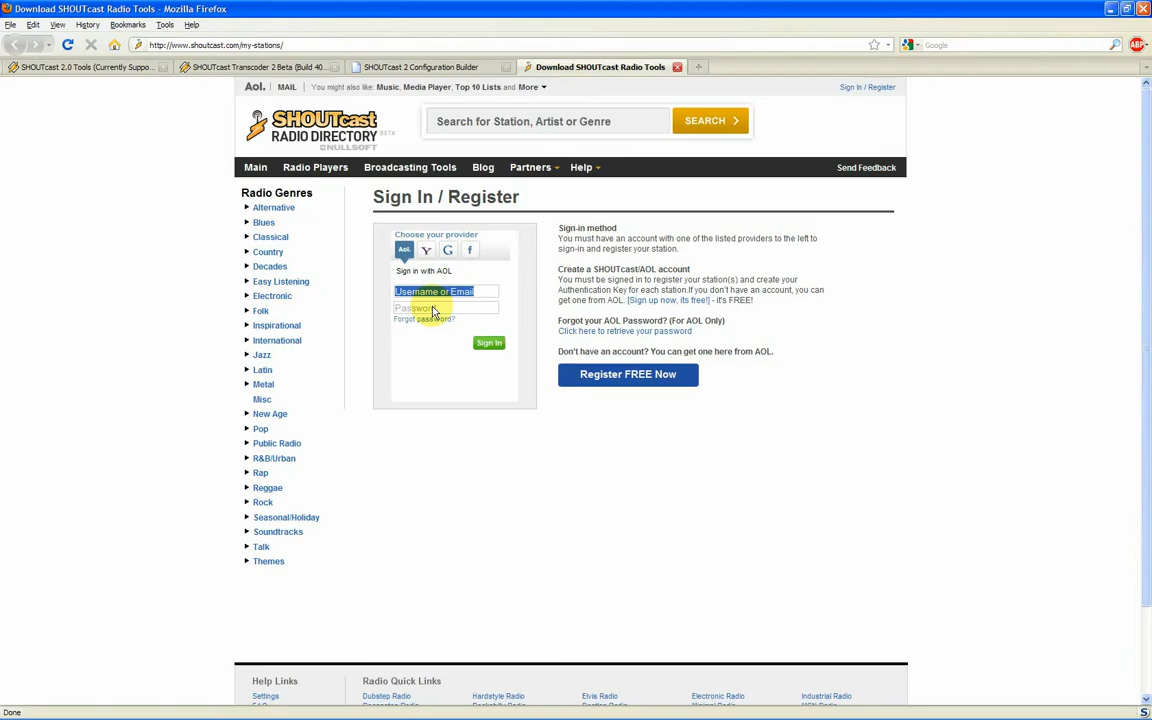 Download SHOUTcast Radio Tools - Mozilla Firefox
File Edit View History Bookmarks Tools Help
http://www.shoutcast.com/my-stations/
Google
ABP
SHOUTcast 2.0 Tools (Currently Suppo... SHOUTcast Transcoder 2 Beta (Build 40... SHOUTcast 2 Configuration Builder Download SHOUTcast Radio Tools
Aol. MAIL You might also like: Music, Media Player, Top 10 Lists and More Sign In / Register
SHOUTcast
RADIO DIRECTORY BETA
NULLSOFT
Search for Station, Artist or Genre SEARCH
Main Radio Players Broadcasting Tools Blog Partners Help Send Feedback
Radio Genres
Alternative
Blues
Classical
Country
Decades
Easy Listening
Electronic
Folk
Inspirational
International
Jazz
Latin
Metal
Misc
New Age
Pop
Public Radio
R&B/Urban
Rap
Reggae
Rock
Seasonal/Holiday
Soundtracks
Talk
Themes
Sign In / Register
Choose your provider
Aol. Y G f
Sign in with AOL
Username or Email
Password
Forgot password?
Sign In
Sign-in method
You must have an account with one of the listed providers to the left to
sign-in and register your station.
Create a SHOUTcast/AOL account
You must be signed in to register your station(s) and create your
Authentication Key for each station.If you don't have an account, you can
get one from AOL. [Sign up now, its free!] - it's FREE!
Forgot your AOL Password? (For AOL Only)
Click here to retrieve your password
Don't have an account? You can get one here from AOL.
Register FREE Now
Help Links Radio Quick Links
Settings Dubstep Radio Hardstyle Radio Elvis Radio Electronic Radio Industrial Radio
Done